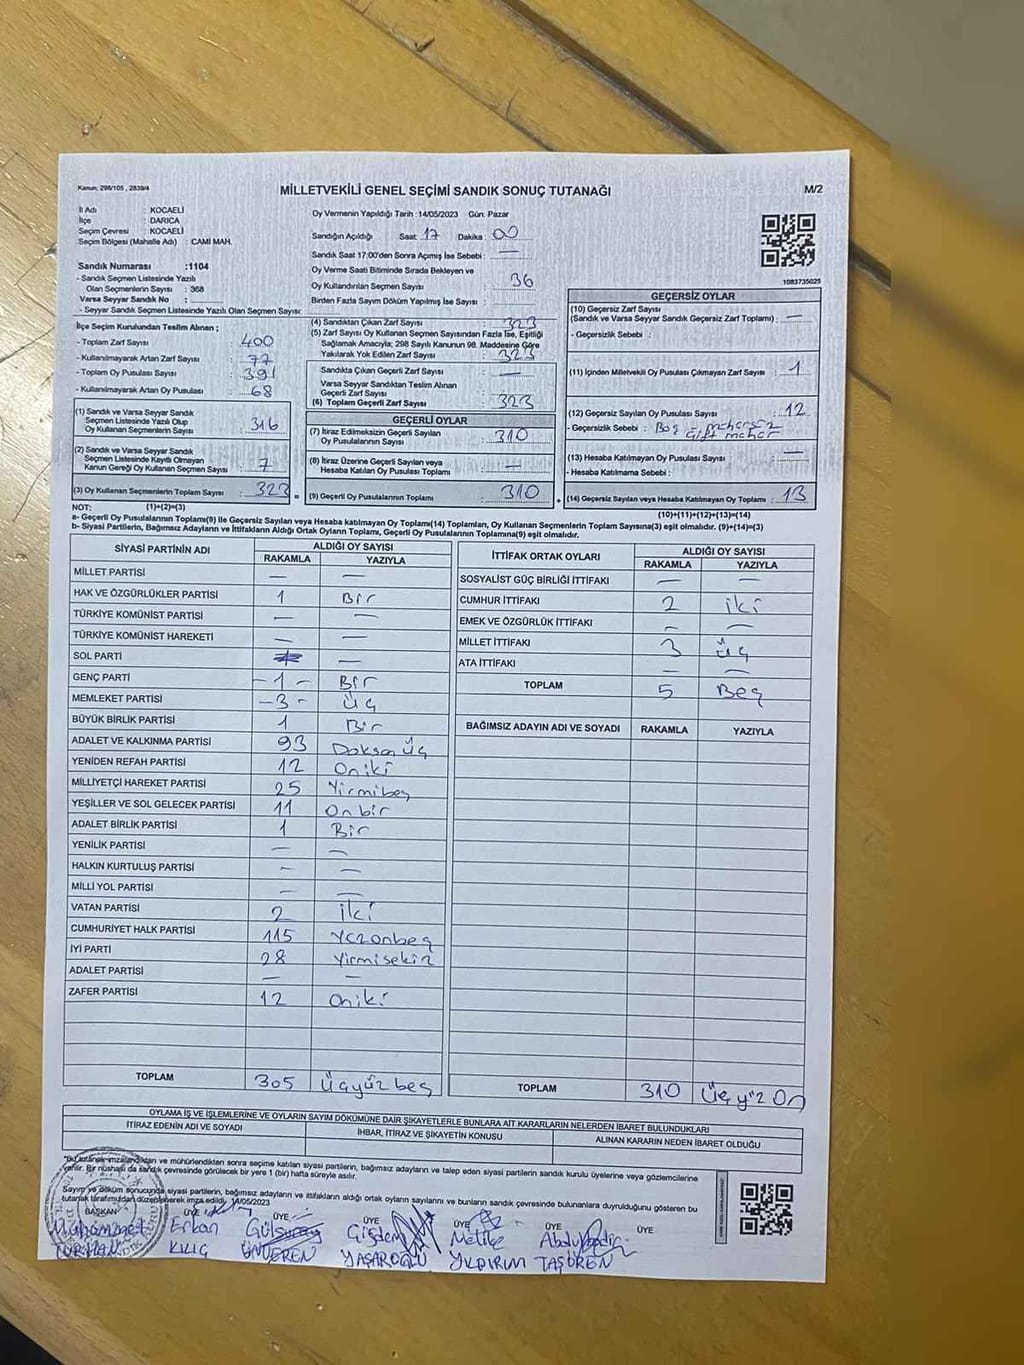 Kanun: 298/105 , 2839/4
MİLLETVEKİLİ GENEL SEÇİMİ SANDIK SONUÇ TUTANAĞI
M/2
İl Adı : KOCAELİ
İlçe : DARICA
Seçim Çevresi : KOCAELİ
Seçim Bölgesi (Mahalle Adı) : CAMİ MAH.
Sandık Numarası :1104
- Sandık Seçmen Listesinde Yazılı
Olan Seçmenlerin Sayısı : 368
Varsa Seyyar Sandık No :
- Seyyar Sandık Seçmen Listesinde Yazılı Olan Seçmen Sayısı:
İlçe Seçim Kurulundan Teslim Alınan ;
- Toplam Zarf Sayısı : 400
- Kullanılmayarak Artan Zarf Sayısı : 77
- Toplam Oy Pusulası Sayısı : 391
- Kullanılmayarak Artan Oy Pusulası : 68
(1) Sandık ve Varsa Seyyar Sandık
Seçmen Listesinde Yazılı Olup
Oy Kullanan Seçmenlerin Sayısı : 316
(2) Sandık ve Varsa Seyyar Sandık
Seçmen Listesinde Kayıtlı Olmayan
Kanun Gereği Oy Kullanan Seçmen Sayısı : 7
(3) Oy Kullanan Seçmenlerin Toplam Sayısı : 323
Oy Vermenin Yapıldığı Tarih :14/05/2023 Gün: Pazar
Sandığın Açıldığı Saat: 17 Dakika: 00
Sandık Saat 17:00'den Sonra Açımış İse Sebebi : —
Oy Verme Saati Bitiminde Sırada Bekleyen ve
Oy Kullandırılan Seçmen Sayısı : 36
Birden Fazla Sayım Döküm Yapılmış İse Sayısı :
(4) Sandıktan Çıkan Zarf Sayısı : 323
(5) Zarf Sayısı Oy Kullanan Seçmen Sayısından Fazla İse, Eşitliği
Sağlamak Amacıyla; 298 Sayılı Kanunun 98. Maddesine Göre
Yakılarak Yok Edilen Zarf Sayısı : 323
Sandıkta Çıkan Geçerli Zarf Sayısı : —
Varsa Seyyar Sandıktan Teslim Alınan
Geçerli Zarf Sayısı : —
(6) Toplam Geçerli Zarf Sayısı : 323
GEÇERLİ OYLAR
(7) İtiraz Edilmeksizin Geçerli Sayılan
Oy Pusulalarının Sayısı : 310
(8) İtiraz Üzerine Geçerli Sayılan veya
Hesaba Katılan Oy Pusulası Toplamı : —
(9) Geçerli Oy Pusulalarının Toplamı : 310
1083735025
GEÇERSİZ OYLAR
(10) Geçersiz Zarf Sayısı
(Sandık ve Varsa Seyyar Sandık Geçersiz Zarf Toplamı) : —
- Geçersizlik Sebebi :
(11) İçinden Milletvekili Oy Pusulası Çıkmayan Zarf Sayısı : 1
(12) Geçersiz Sayılan Oy Pusulası Sayısı : 12
- Geçersizlik Sebebi : Boş mühürsüz
Çift mühür
(13) Hesaba Katılmayan Oy Pusulası Sayısı : —
- Hesaba Katılmama Sebebi :
(14) Geçersiz Sayılan veya Hesaba Katılmayan Oy Toplamı : 13
NOT: (1)+(2)=(3)
(10)+(11)+(12)+(13)=(14)
a- Geçerli Oy Pusulalarının Toplamı(9) ile Geçersiz Sayılan veya Hesaba katılmayan Oy Toplamı(14) Toplamları, Oy Kullanan Seçmenlerin Toplam Sayısına(3) eşit olmalıdır. (9)+(14)=(3)
b- Siyasi Partilerin, Bağımsız Adayların ve İttifakların Aldığı Ortak Oyların Toplamı, Geçerli Oy Pusulalarının Toplamına(9) eşit olmalıdır.
SİYASİ PARTİNİN ADI ALDIĞI OY SAYISI
RAKAMLA YAZIYLA
MİLLET PARTİSİ — —
HAK VE ÖZGÜRLÜKLER PARTİSİ 1 Bir
TÜRKİYE KOMÜNİST PARTİSİ — —
TÜRKİYE KOMÜNİST HAREKETİ — —
SOL PARTİ —
GENÇ PARTİ -1- Bir
MEMLEKET PARTİSİ -3- Üç
BÜYÜK BİRLİK PARTİSİ 1 Bir
ADALET VE KALKINMA PARTİSİ 93 Doksanüç
YENİDEN REFAH PARTİSİ 12 Oniki
MİLLİYETÇİ HAREKET PARTİSİ 25 Yirmibeş
YEŞİLLER VE SOL GELECEK PARTİSİ 11 Onbir
ADALET BİRLİK PARTİSİ 1 Bir
YENİLİK PARTİSİ — —
HALKIN KURTULUŞ PARTİSİ — —
MİLLİ YOL PARTİSİ — —
VATAN PARTİSİ 2 İki
CUMHURİYET HALK PARTİSİ 115 Yüzonbeş
İYİ PARTİ 28 Yirmisekiz
ADALET PARTİSİ — —
ZAFER PARTİSİ 12 Oniki
TOPLAM 305 Üçyüzbeş
İTTİFAK ORTAK OYLARI ALDIĞI OY SAYISI
RAKAMLA YAZIYLA
SOSYALİST GÜÇ BİRLİĞİ İTTİFAKI — —
CUMHUR İTTİFAKI 2 İki
EMEK VE ÖZGÜRLÜK İTTİFAKI — —
MİLLET İTTİFAKI 3 Üç
ATA İTTİFAKI — —
TOPLAM 5 Beş
BAĞIMSIZ ADAYIN ADI VE SOYADI RAKAMLA YAZIYLA
TOPLAM 310 Üçyüz On
OYLAMA İŞ VE İŞLEMLERİNE VE OYLARIN SAYIM DÖKÜMÜNE DAİR ŞİKAYETLERLE BUNLARA AİT KARARLARIN NELERDEN İBARET BULUNDUKLARI
İTİRAZ EDENİN ADI VE SOYADI İHBAR, İTİRAZ VE ŞİKAYETİN KONUSU ALINAN KARARIN NEDEN İBARET OLDUĞU
*Bu tutanak imzalandıktan ve mühürlendikten sonra seçime katılan siyasi partilerin, bağımsız adayların ve talep eden siyasi partilerin sandık kurulu üyelerine veya gözlemcilerine
verilir. Bir nüshası da sandık çevresinde görülecek bir yere 1 (bir) hafta süreyle asılır.
Sayım ve döküm sonucunda siyasi partilerin, bağımsız adayların ve ittifakların aldığı ortak oyların sayılarını ve bunların sandık çevresinde bulunanlara duyrulduğunu gösteren bu
tutanak tarafımızdan düzenlenerek imza edildi. 14/05/2023
BAŞKAN ÜYE ÜYE ÜYE ÜYE ÜYE ÜYE
Muhammet Erkan Gülsüm Çiğdem Melike Abdulkadir
TURHAN KILIÇ ÜNVEREN YAŞAROĞLU YILDIRIM TAŞÖREN